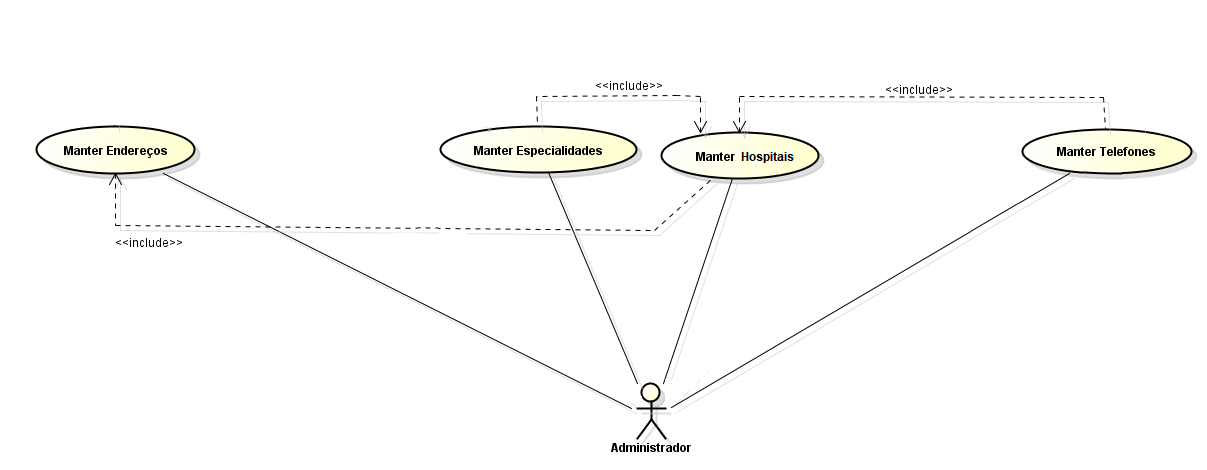 <<include>>
<<include>>
Manter Endereços
Manter Especialidades
Manter Hospitais
Manter Telefones
<<include>>
Administrador